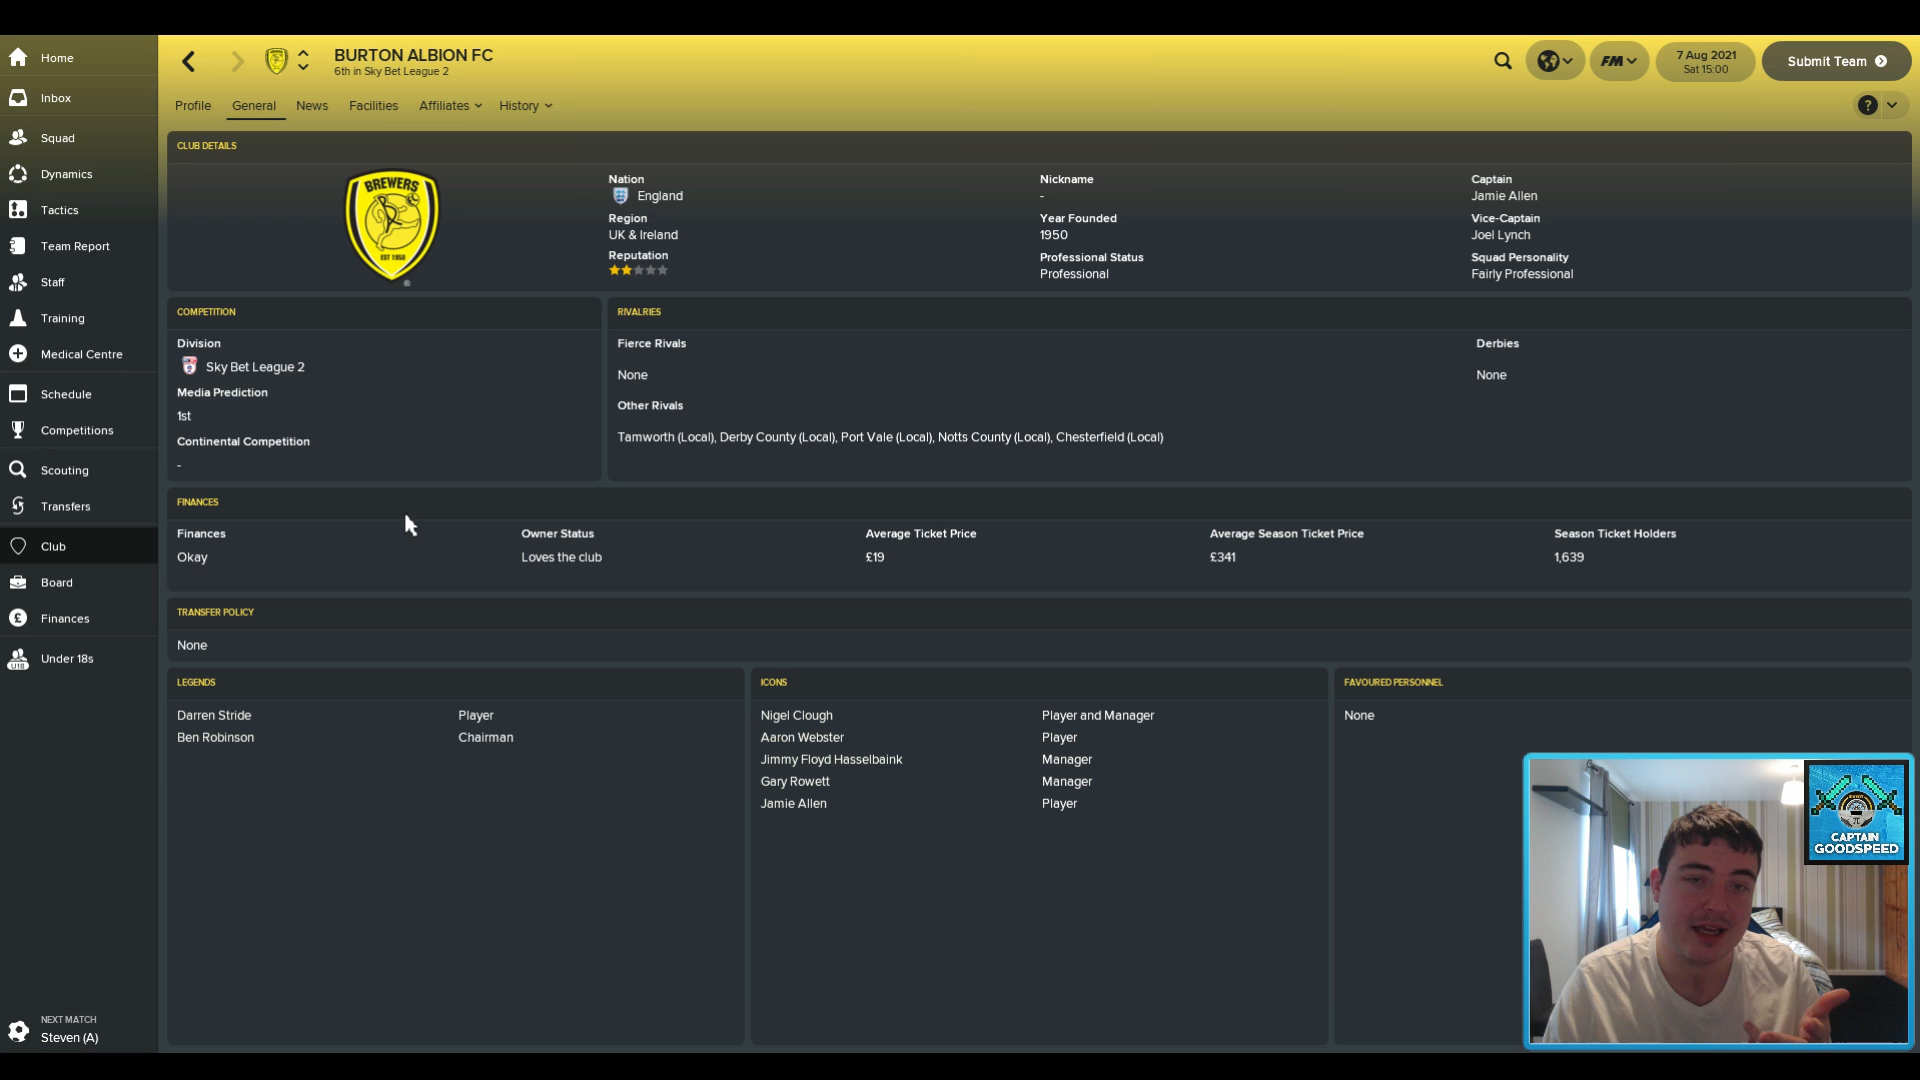 Home
Inbox
Squad
Dynamics
Tactics
Team Report
Staff
Training
Medical Centre
Schedule
Competitions
Scouting
Transfers
Club
Board
Finances
U18
Under 18s
NEXT MATCH
Steven (A)
BURTON ALBION FC
6th in Sky Bet League 2
FM
7 Aug 2021
Sat 15:00
Submit Team
Profile General News Facilities Affiliates History
?
CLUB DETAILS
BREWERS
EST 1950
Nation
England
Region
UK & Ireland
Reputation
Nickname
-
Year Founded
1950
Professional Status
Professional
Captain
Jamie Allen
Vice-Captain
Joel Lynch
Squad Personality
Fairly Professional
COMPETITION
Division
Sky Bet League 2
Media Prediction
1st
Continental Competition
-
RIVALRIES
Fierce Rivals
None
Other Rivals
Tamworth (Local), Derby County (Local), Port Vale (Local), Notts County (Local), Chesterfield (Local)
Derbies
None
FINANCES
Finances
Okay
Owner Status
Loves the club
Average Ticket Price
£19
Average Season Ticket Price
£341
Season Ticket Holders
1,639
TRANSFER POLICY
None
LEGENDS
Darren Stride Player
Ben Robinson Chairman
ICONS
Nigel Clough Player and Manager
Aaron Webster Player
Jimmy Floyd Hasselbaink Manager
Gary Rowett Manager
Jamie Allen Player
FAVOURED PERSONNEL
None
CAPTAIN
GOODSPEED